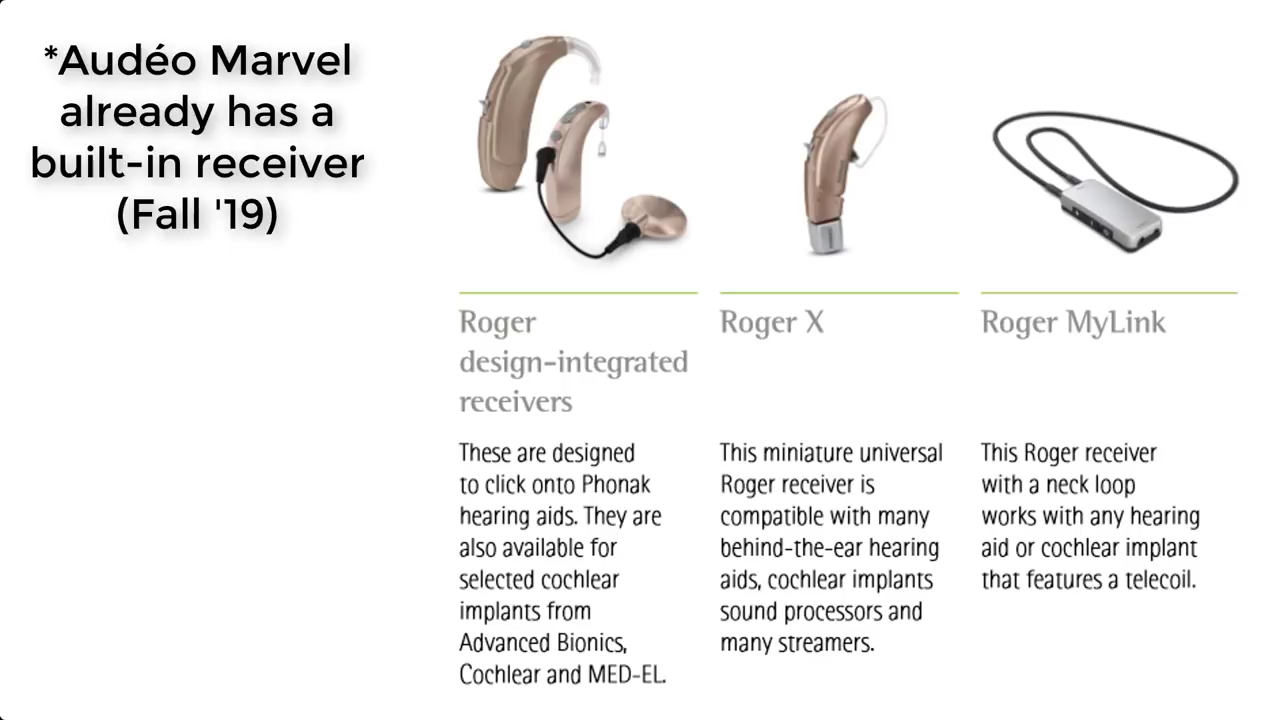 *Audéo Marvel
already has a
built-in receiver
(Fall '19)
Roger
design-integrated
receivers
These are designed
to click onto Phonak
hearing aids. They are
also available for
selected cochlear
implants from
Advanced Bionics,
Cochlear and MED-EL.
Roger X
This miniature universal
Roger receiver is
compatible with many
behind-the-ear hearing
aids, cochlear implants
sound processors and
many streamers.
Roger MyLink
This Roger receiver
with a neck loop
works with any hearing
aid or cochlear implant
that features a telecoil.